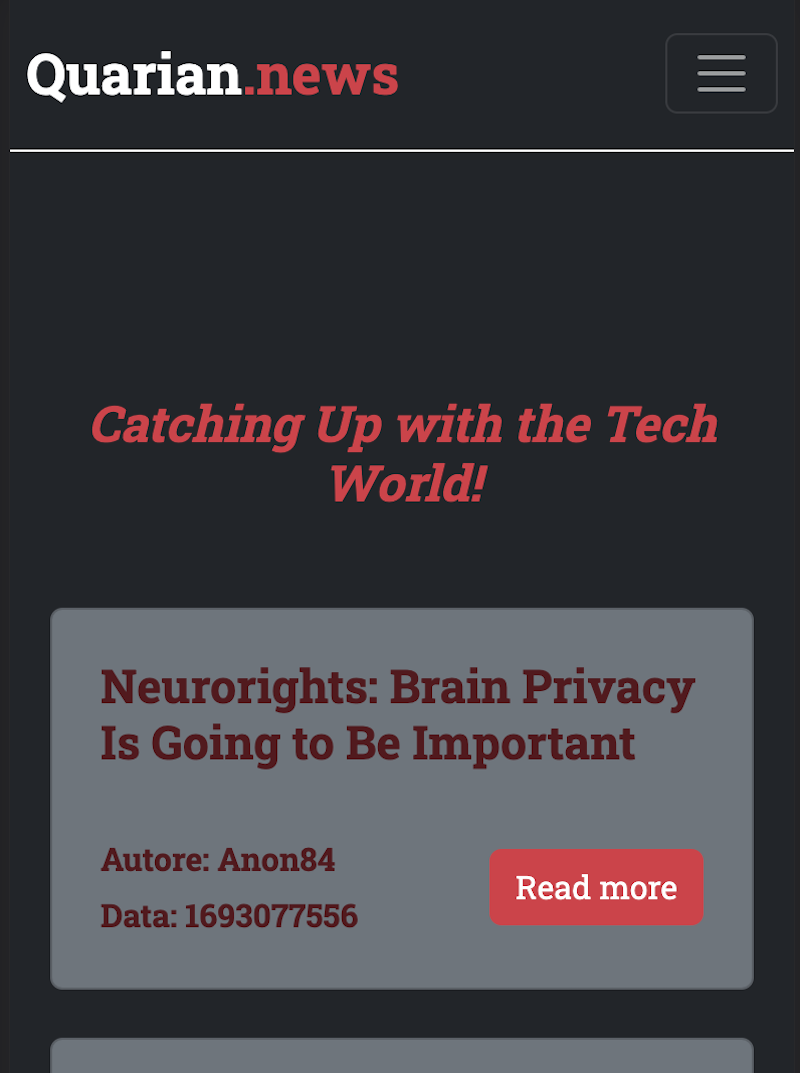 Quarian.news
Catching Up with the Tech
World!
Neurorights: Brain Privacy
Is Going to Be Important
Autore: Anon84
Data: 1693077556
Read more